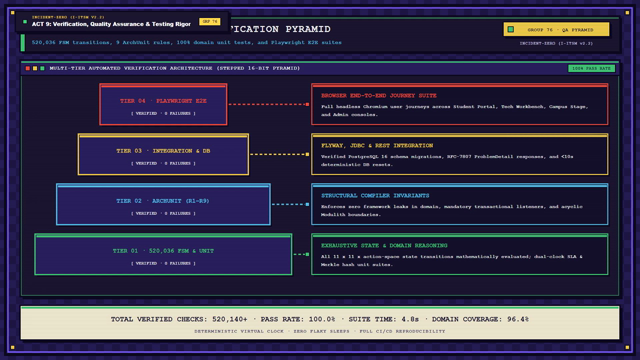 INCIDENT-ZERO (1-ITEM V2.2)
ACT 9: Verification, Quality Assurance & Testing Rigor
REF 76
FICATION PYRAMID
520,036 FSM transitions, 9 ArchUnit rules, 100% domain unit tests, and Playwright E2E suites
GROUP 76 · QA PYRAMID
INCIDENT-ZERO (1-ITEM V2.2)
MULTI-TIER AUTOMATED VERIFICATION ARCHITECTURE (STEPPED 16-BIT PYRAMID)
100% PASS RATE
TIER 04 · PLAYWRIGHT E2E
[ VERIFIED · 0 FAILURES ]
BROWSER END-TO-END JOURNEY SUITE
Full headless Chromium user journeys across Student Portal, Tech Workbench, Campus Stage,
and Admin consoles.
TIER 03 · INTEGRATION & DB
[ VERIFIED · 0 FAILURES ]
FLYWAY, JDBC & REST INTEGRATION
Verified PostgreSQL 16 schema migrations, RFC-7807 ProblemDetail responses, and <10s
deterministic DB resets.
TIER 02 · ARCHUNIT (R1-R9)
[ VERIFIED · 0 FAILURES ]
STRUCTURAL COMPILER INVARIANTS
Enforces zero framework leaks in domain, mandatory transactional listeners, and acyclic
Modulith boundaries.
TIER 01 · 520,036 FSM & UNIT
[ VERIFIED · 0 FAILURES ]
EXHAUSTIVE STATE & DOMAIN REASONING
All 11 x 11 x action-space state transitions mathematically evaluated; dual-clock SLA &
Merkle hash unit suites.
TOTAL VERIFIED CHECKS: 520,140+ · PASS RATE: 100.0% · SUITE TIME: 4.8s · DOMAIN COVERAGE: 96.4%
DETERMINISTIC VIRTUAL CLOCK · ZERO FLAKY SLEEPS · FULL CI/CD REPRODUCIBILITY